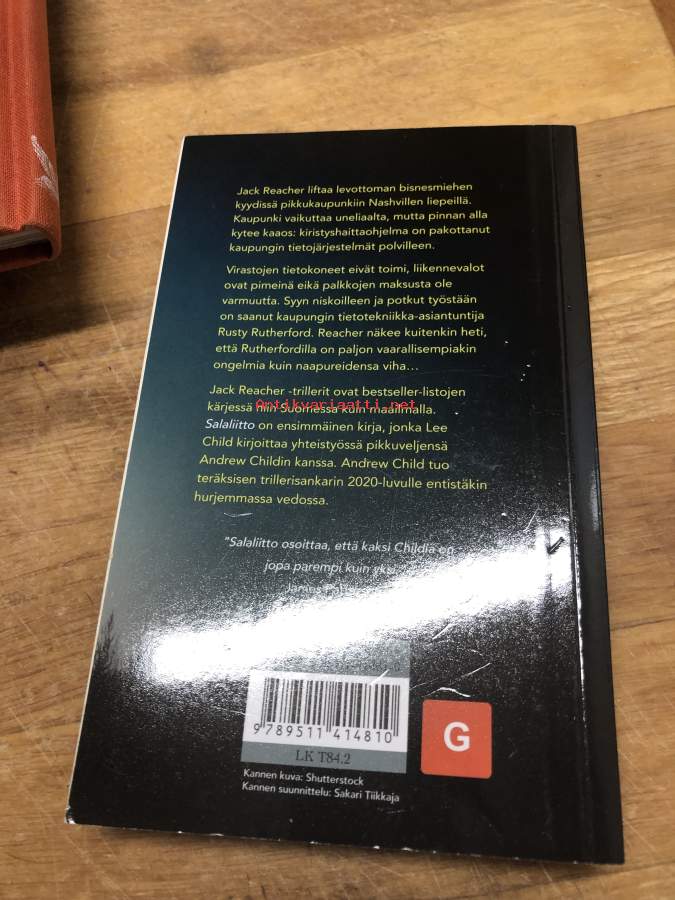 Jack Reacher liftaa levottoman bisnesmiehen
kyydissä pikkukaupunkiin Nashvillen liepeillä.
Kaupunki vaikuttaa uneliaalta, mutta pinnan alla
kytee kaaos: kiristyshaittaohjelma on pakottanut
kaupungin tietojärjestelmät polvilleen.
Virastojen tietokoneet eivät toimi, liikennevalot
ovat pimeinä eikä palkkojen maksusta ole
varmuutta. Syyn niskoilleen ja potkut työstään
on saanut kaupungin tietotekniikka-asiantuntija
Rusty Rutherford. Reacher näkee kuitenkin heti,
että Rutherfordilla on paljon vaarallisempiakin
ongelmia kuin naapureidensa viha...
Jack Reacher -trillerit ovat bestseller-listojen
kärjessä niin Suomessa kuin maailmalla.
Antikvariaatti.net
Salaliitto on ensimmäinen kirja, jonka Lee
Child kirjoittaa yhteistyössä pikkuveljensä
Andrew Childin kanssa. Andrew Child tuo
teräksisen trillerisankarin 2020-luvulle entistäkin
hurjemmassa vedossa.
"Salaliitto osoittaa, että kaksi Childia on
jopa parempi kuin yksi.
James
9 789511 414810
LK T84.2
G
Kannen kuva: Shutterstock
Kannen suunnittelu: Sakari Tiikkaja